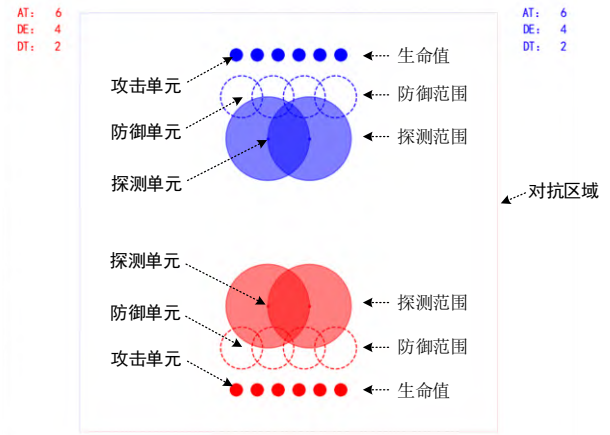 AT: 6
DE: 4
DT: 2
AT: 6
DE: 4
DT: 2
生命值
攻击单元
防御范围
防御单元
探测范围
探测单元
对抗区域
探测单元
探测范围
防御单元
防御范围
攻击单元
生命值